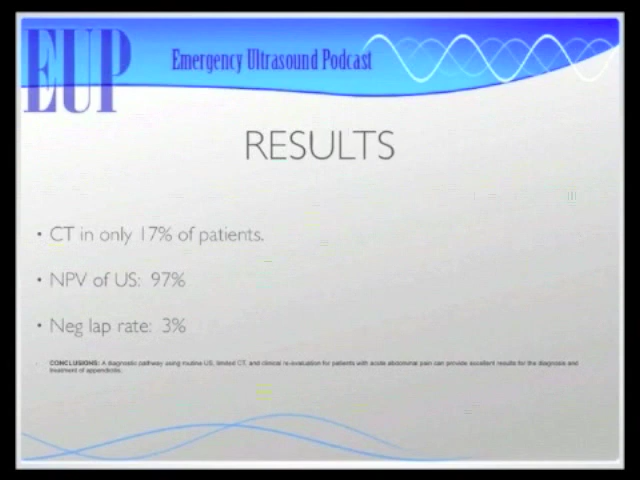 EUP
Emergency Ultrasound Podcast
RESULTS
• CT in only 17% of patients.
• NPV of US: 97%
• Neg lap rate: 3%
CONCLUSIONS: A diagnostic pathway using routine US, limited CT, and clinical re-evaluation for patients with acute abdominal pain can provide excellent results for the diagnosis and
treatment of appendicitis.